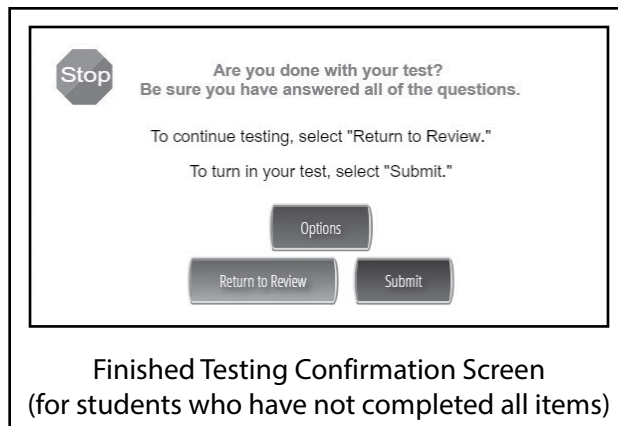 Stop
Are you done with your test?
Be sure you have answered all of the questions.
To continue testing, select "Return to Review."
To turn in your test, select "Submit."
Options
Return to Review
Submit
Finished Testing Confirmation Screen
(for students who have not completed all items)